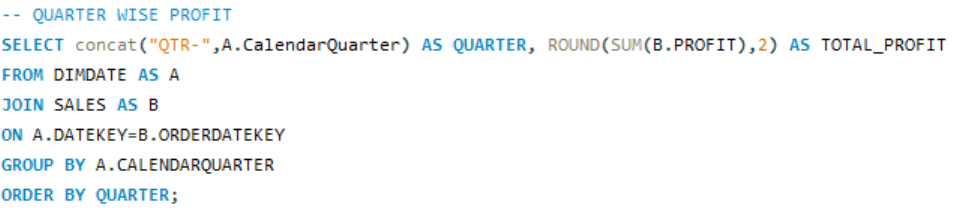 -- QUARTER WISE PROFIT
SELECT concat("QTR-",A.CalendarQuarter) AS QUARTER, ROUND(SUM(B.PROFIT),2) AS TOTAL_PROFIT
FROM DIMDATE AS A
JOIN SALES AS B
ON A.DATEKEY=B.ORDERDATEKEY
GROUP BY A.CALENDARQUARTER
ORDER BY QUARTER;